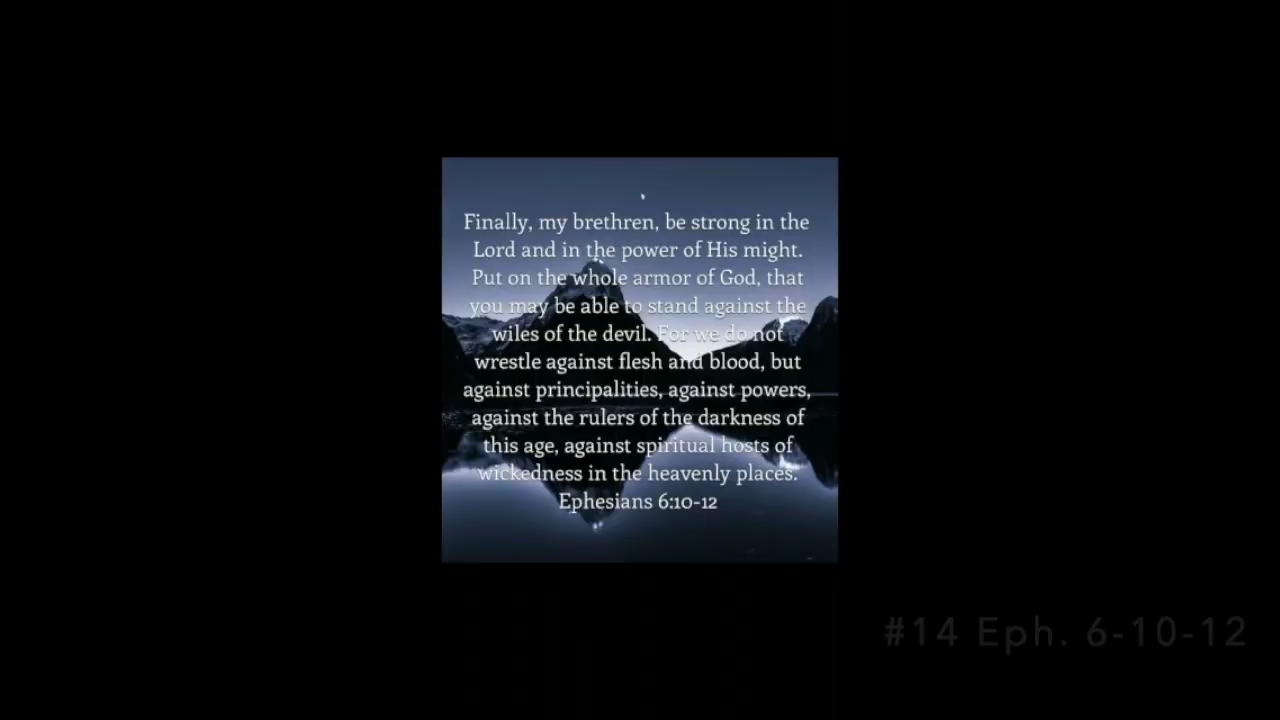 Finally, my brethren, be strong in the
Lord and in the power of His might.
Put on the whole armor of God, that
you may be able to stand against the
wiles of the devil. For we do not
wrestle against flesh and blood, but
against principalities, against powers,
against the rulers of the darkness of
this age, against spiritual hosts of
wickedness in the heavenly places.
Ephesians 6:10-12
#14 Eph. 6-10-12